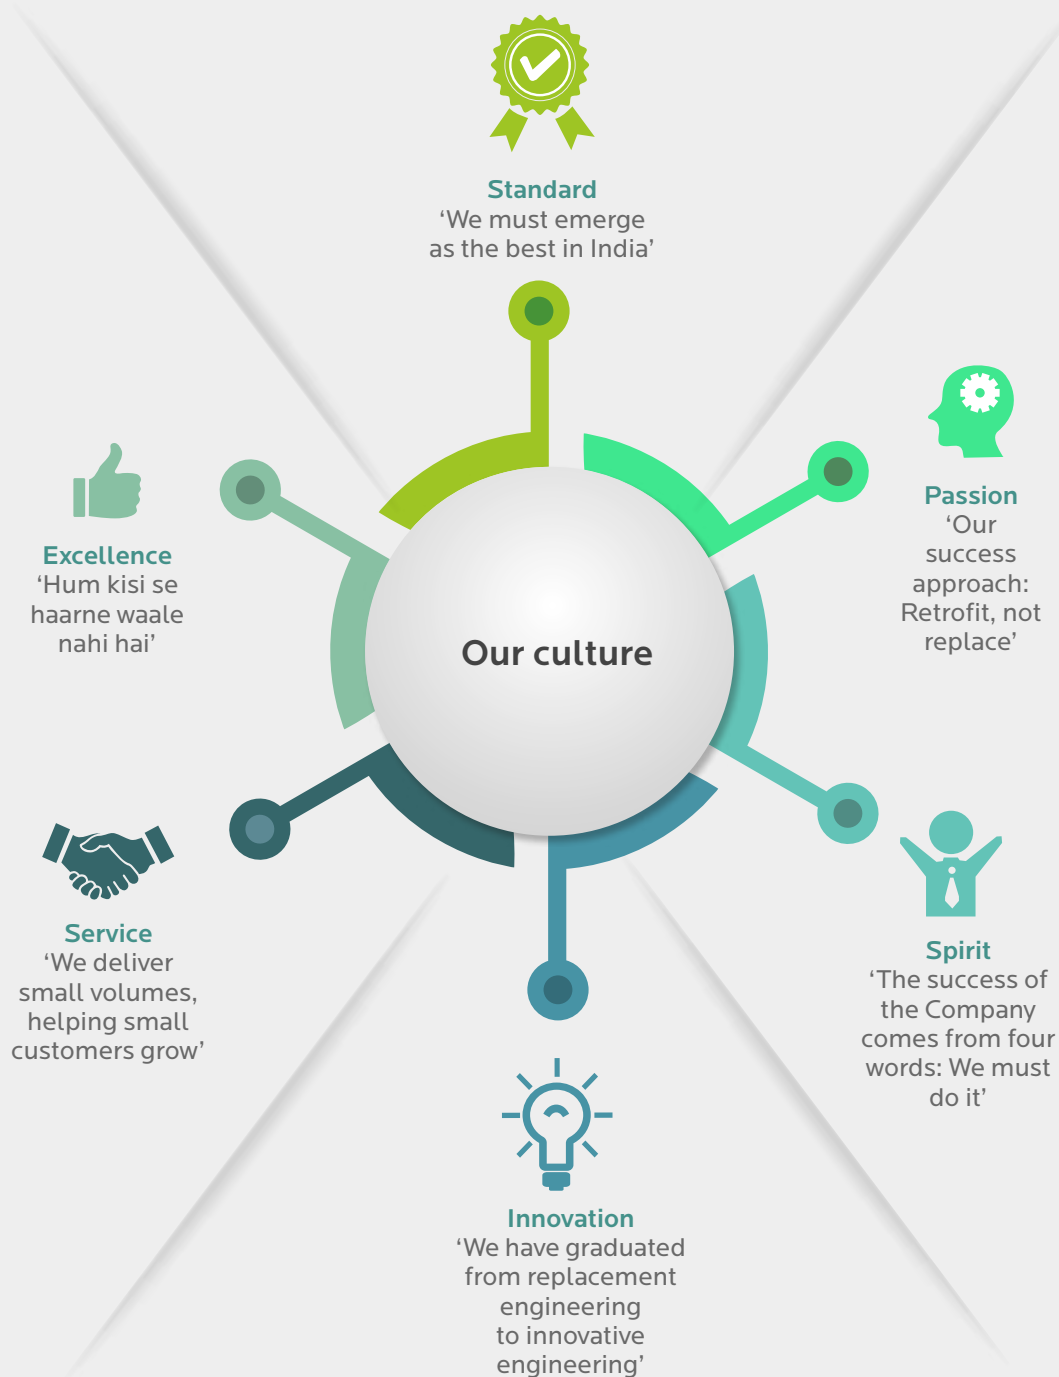 Standard
‘We must emerge
as the best in India’
Passion
‘Our
success
approach:
Retrofit, not
replace’
Excellence
‘Hum kisi se
haarne waale
nahi hai’
Our culture
Service
‘We deliver
small volumes,
helping small
customers grow’
Spirit
‘The success of
the Company
comes from four
words: We must
do it’
Innovation
‘We have graduated
from replacement
engineering
to innovative
engineering’